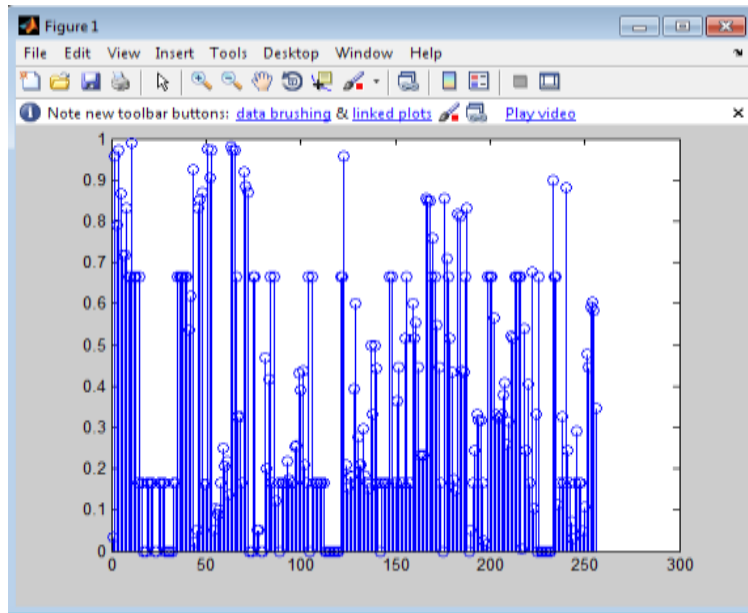 Figure 1
File Edit View Insert Tools Desktop Window Help
Note new toolbar buttons: data brushing & linked plots Play video
1
0.9
0.8
0.7
0.6
0.5
0.4
0.3
0.2
0.1
0
0 50 100 150 200 250 300